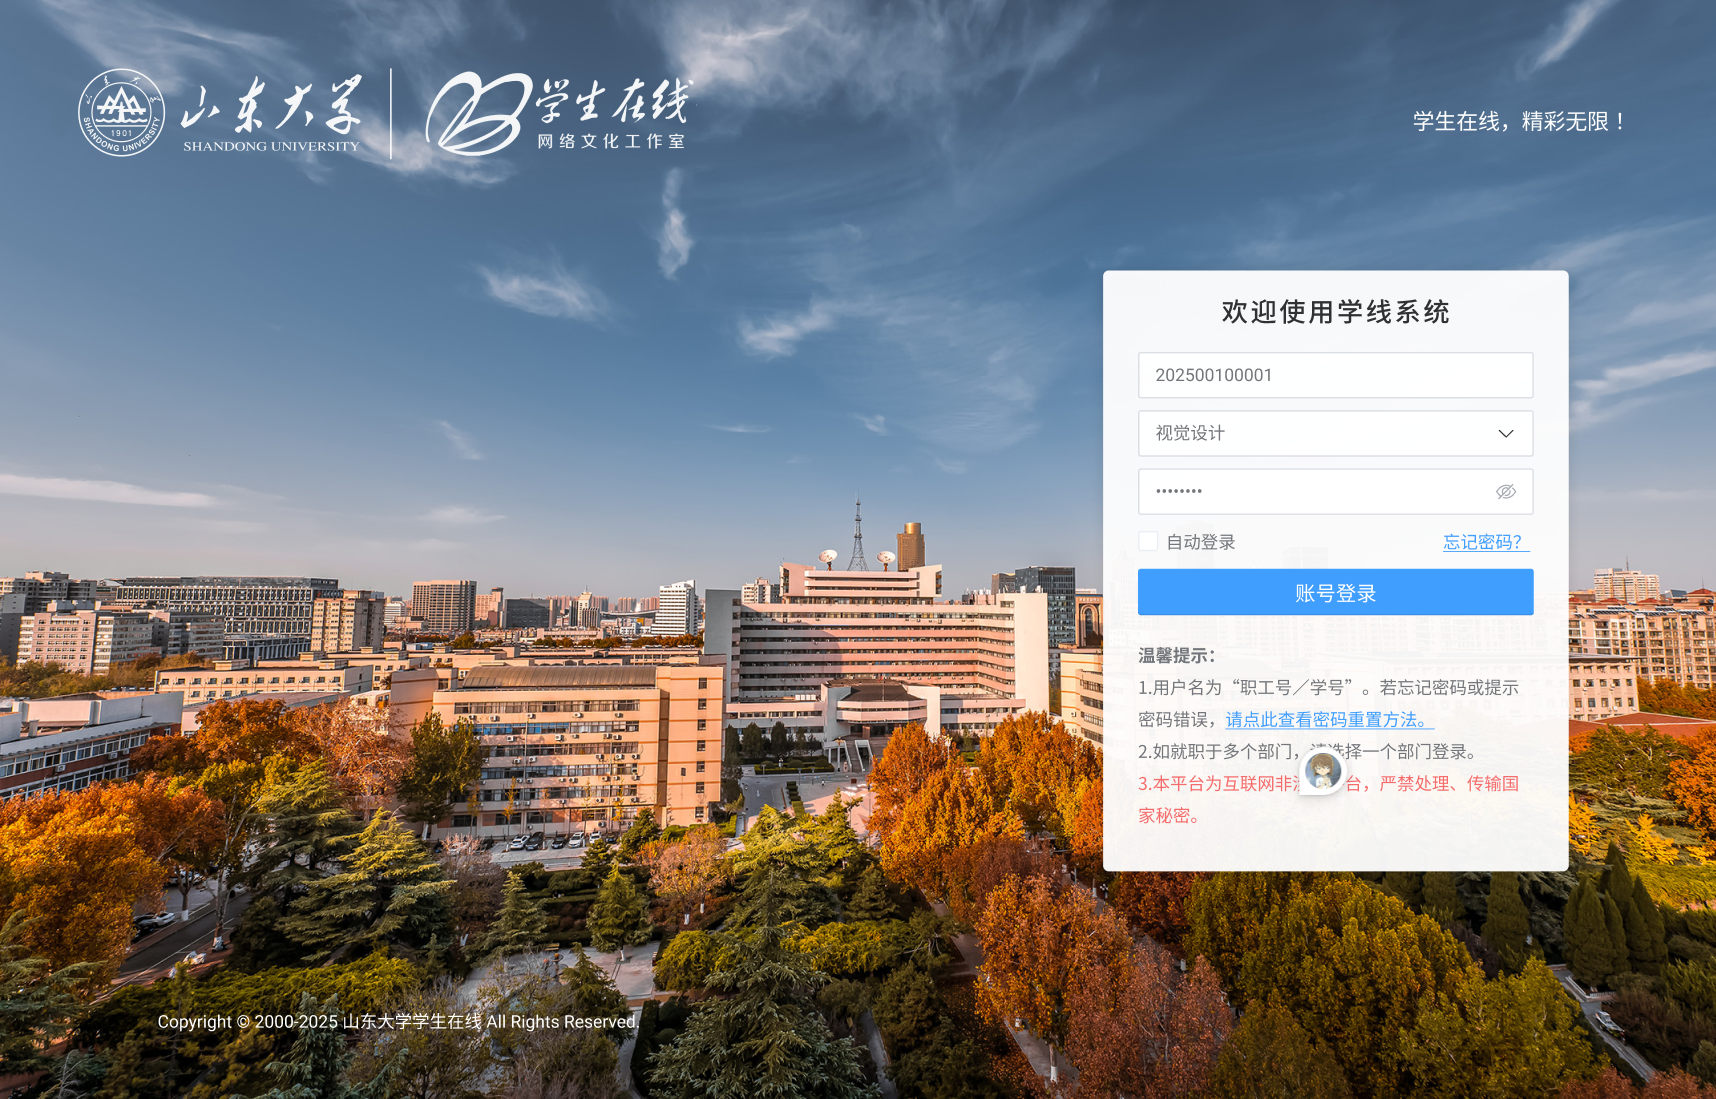 山东大学
SHANDONG UNIVERSITY
SHANDONG UNIVERSITY
1901
学生在线
网络文化工作室
学生在线，精彩无限！
欢迎使用学线系统
202500100001
视觉设计
••••••••
自动登录
忘记密码？
账号登录
温馨提示：
1.用户名为“职工号／学号”。若忘记密码或提示
密码错误，请点此查看密码重置方法。
2.如就职于多个部门，请选择一个部门登录。
3.本平台为互联网非 台，严禁处理、传输国
家秘密。
Copyright © 2000-2025 山东大学学生在线 All Rights Reserved.